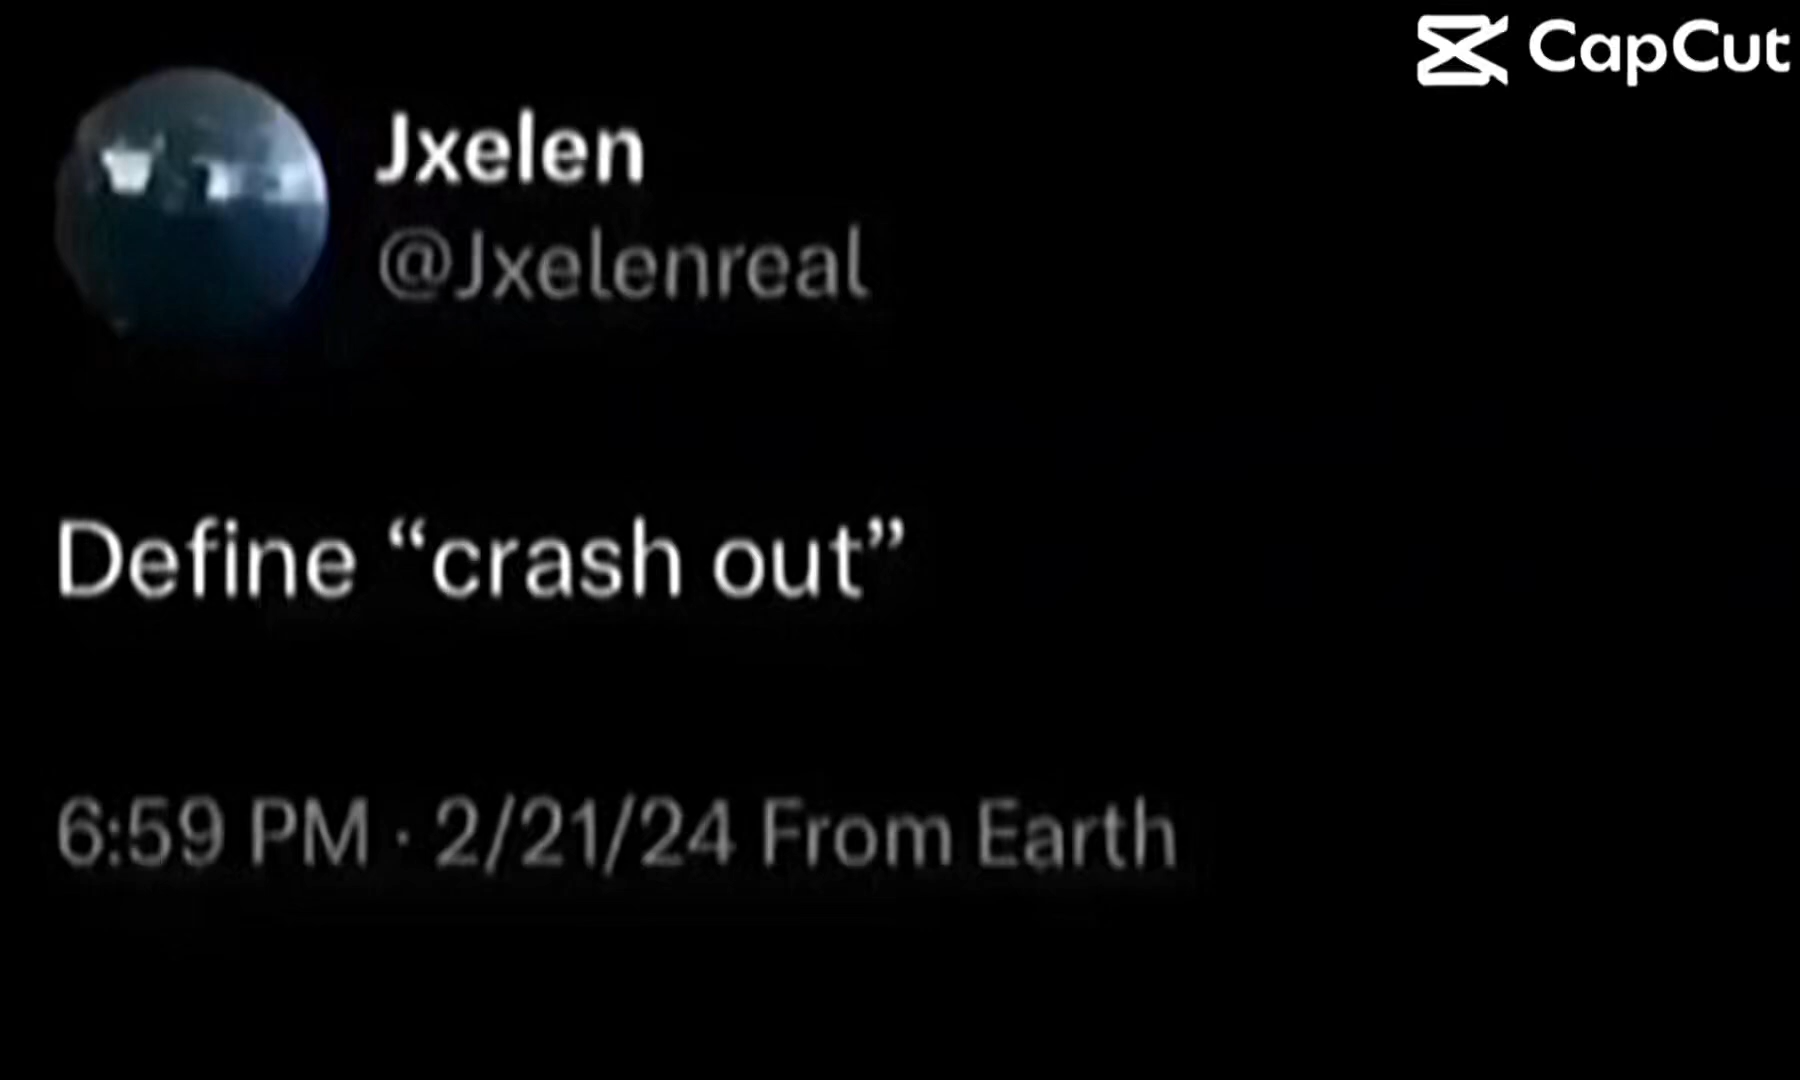 CapCut
Jxelen
@Jxelenreal
Define “crash out”
6:59 PM · 2/21/24 From Earth